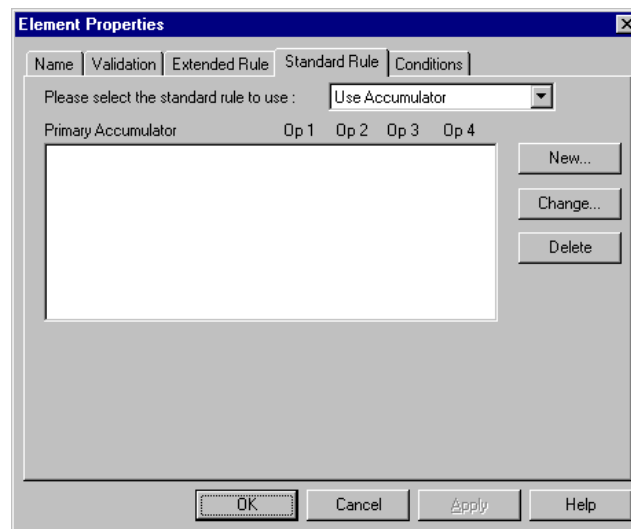 Element Properties
Name Validation Extended Rule Standard Rule Conditions
Please select the standard rule to use : Use Accumulator
Primary Accumulator Op 1 Op 2 Op 3 Op 4
New...
Change...
Delete
OK Cancel Apply Help